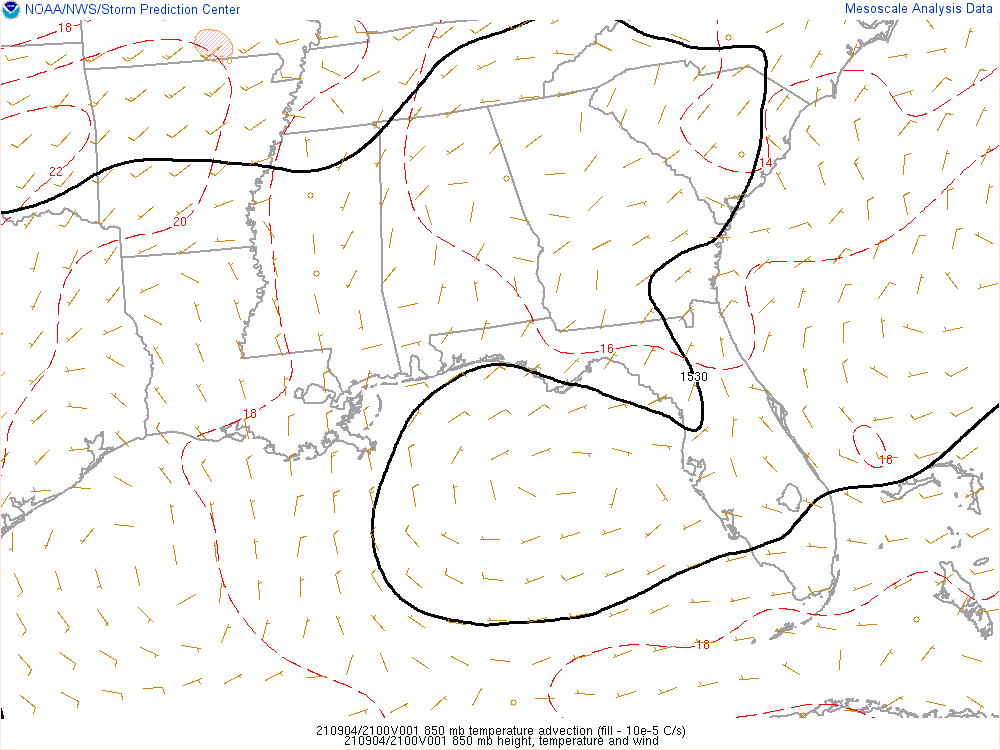 NOAA/NWS/Storm Prediction Center
Mesoscale Analysis Data
18
22
20
14
16
1530
18
18
18
210904/2100V001 850 mb temperature advection (fill - 10e-5 C/s)
210904/2100V001 850 mb height, temperature and wind